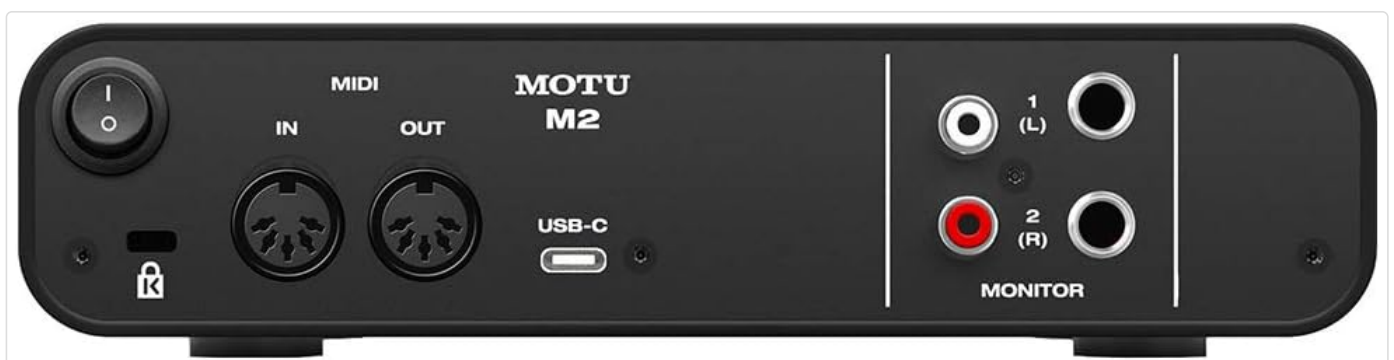 I
O
MIDI
IN OUT
MOTU
M2
USB-C
K
1
(L)
2
(R)
MONITOR